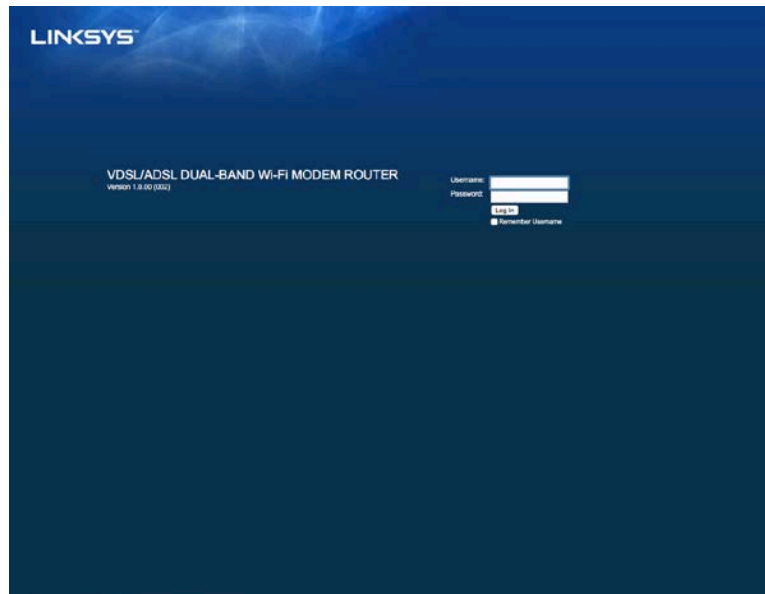 LINKSYS
VDSL/ADSL DUAL-BAND Wi-Fi MODEM ROUTER
Version 1.0.00 (002)
Username:
Password:
Log In
Remember Username